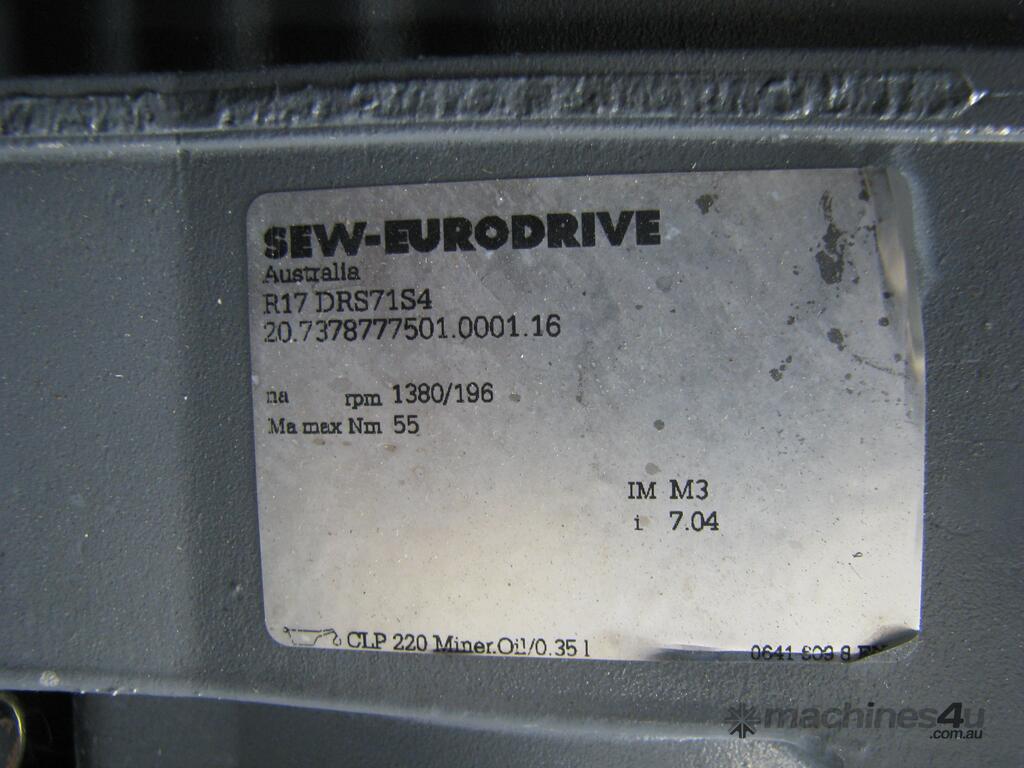 SEW-EURODRIVE
Australia
R17 DRS71S4
20.7378777501.0001.16
na rpm 1380/196
Ma max Nm 55
IM M3
i 7.04
CLP 220 Miner.Oil/0.35 l
0641
machines4u
.com.au